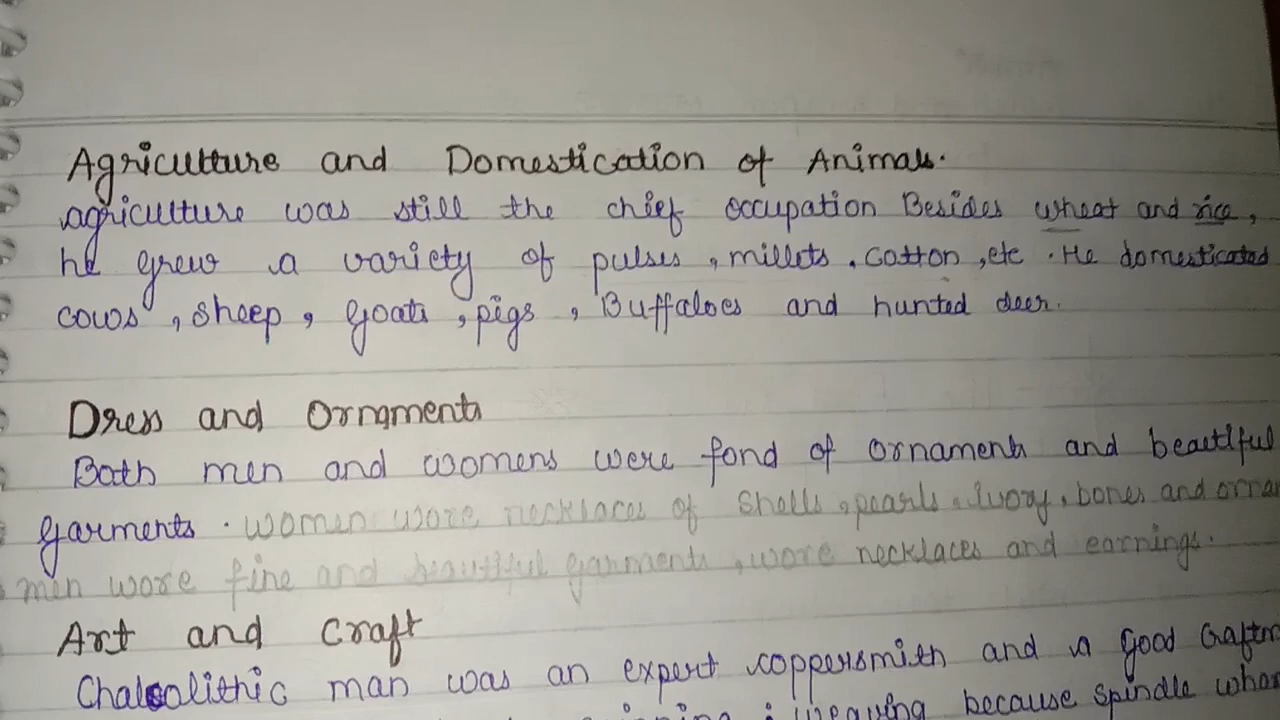 Agriculture and Domestication of Animals.
agriculture was still the chief occupation Besides wheat and rice,
he grew a variety of pulses, millets, cotton, etc. He domesticated
cows, sheep, goats, pigs, Buffaloes and hunted deer.
Dress and Ornaments
Both men and womens were fond of ornaments and beautiful
garments. women wore necklaces of shells, pearls, Ivory, bones and ornam
men wore fine and beautiful garments, wore necklaces and earnings.
Art and Craft
Chalcolithic man was an expert coppersmith and a good Craftm
weaving because spindle whor